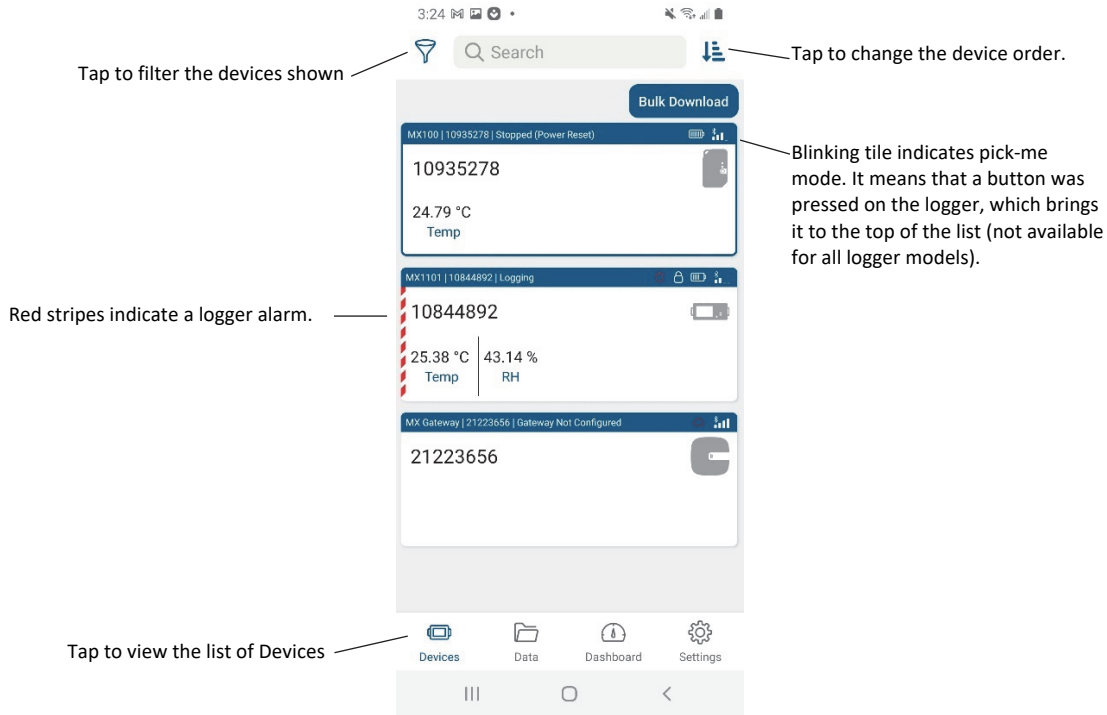 3:24
Search
Tap to change the device order.
Tap to filter the devices shown
Bulk Download
MX100 | 10935278 | Stopped (Power Reset)
10935278
24.79 °C
Temp
Blinking tile indicates pick-me
mode. It means that a button was
pressed on the logger, which brings
it to the top of the list (not available
for all logger models).
MX1101 | 10844892 | Logging
10844892
Red stripes indicate a logger alarm.
25.38 °C 43.14 %
Temp RH
MX Gateway | 21223656 | Gateway Not Configured
21223656
Tap to view the list of Devices
Devices Data Dashboard Settings